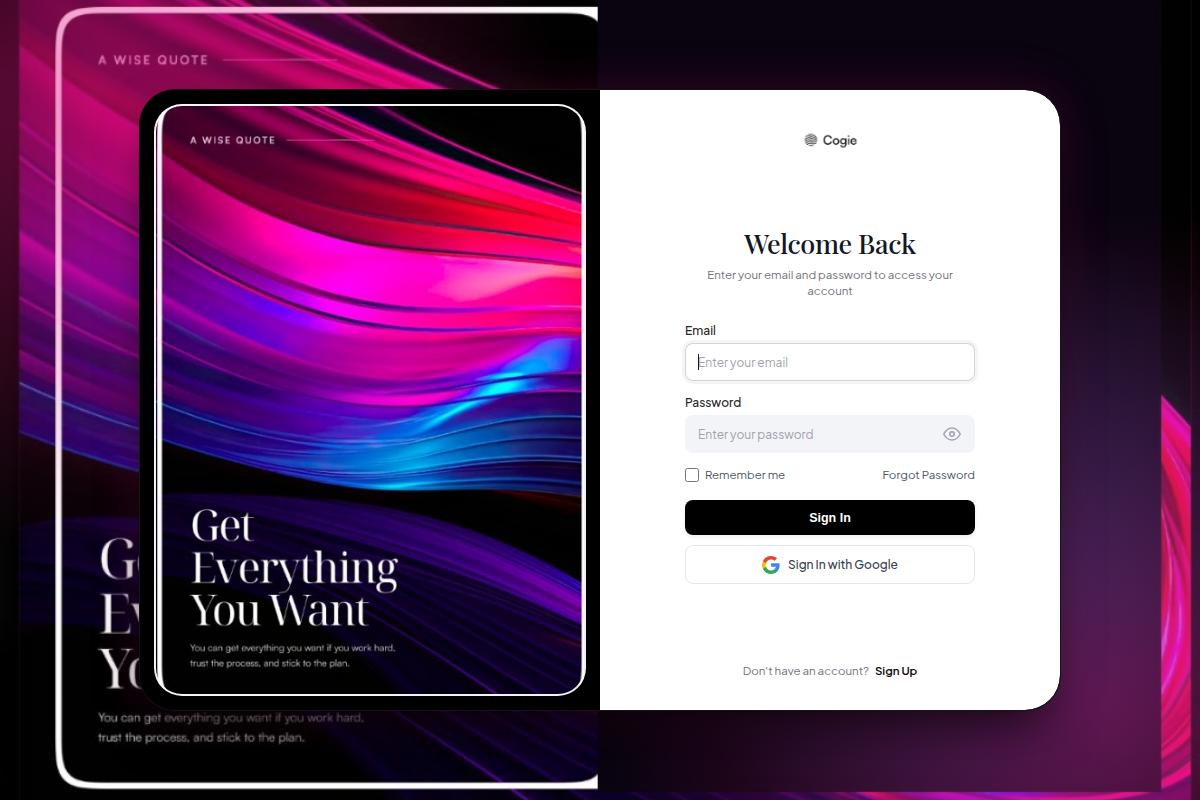 A WISE QUOTE
A WISE QUOTE
Get
Everything
You Want
You can get everything you want if you work hard,
trust the process, and stick to the plan.
G
Ev
Yo
You can get everything you want if you work hard,
trust the process, and stick to the plan.
Cogie
Welcome Back
Enter your email and password to access your
account
Email
Enter your email
Password
Enter your password
Remember me
Forgot Password
Sign In
Sign In with Google
Don't have an account? Sign Up